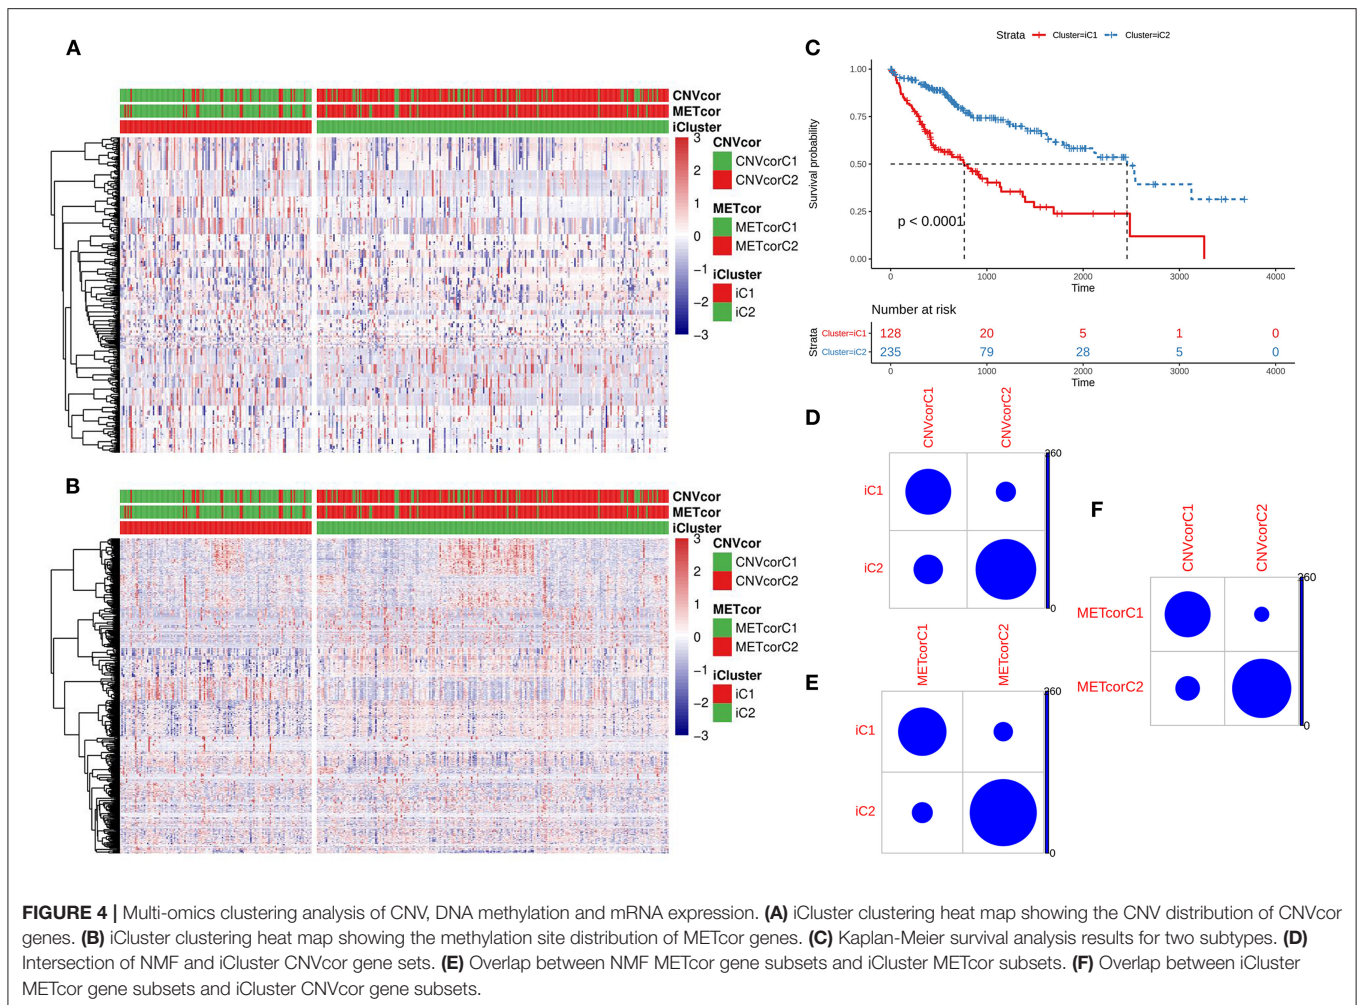 A
CNVcor
METcor
iCluster
3
2
1
0
−1
−2
−3
CNVcor
CNVcorC1
CNVcorC2
METcor
METcorC1
METcorC2
iCluster
iC1
iC2
B
CNVcor
METcor
iCluster
3
2
1
0
−1
−2
−3
CNVcor
CNVcorC1
CNVcorC2
METcor
METcorC1
METcorC2
iCluster
iC1
iC2
C
Strata Cluster=iC1 Cluster=iC2
Survival probability
1.00
0.75
0.50
0.25
0.00
p < 0.0001
0 1000 2000 3000 4000
Time
Number at risk
Strata
Cluster=iC1 128 20 5 1 0
Cluster=iC2 235 79 28 5 0
0 1000 2000 3000 4000
Time
D
CNVcorC1 CNVcorC2
iC1
iC2
260
0
E
METcorC1 METcorC2
iC1
iC2
260
0
F
CNVcorC1 CNVcorC2
METcorC1
METcorC2
260
0
FIGURE 4 | Multi-omics clustering analysis of CNV, DNA methylation and mRNA expression. (A) iCluster clustering heat map showing the CNV distribution of CNVcor
genes. (B) iCluster clustering heat map showing the methylation site distribution of METcor genes. (C) Kaplan-Meier survival analysis results for two subtypes. (D)
Intersection of NMF and iCluster CNVcor gene sets. (E) Overlap between NMF METcor gene subsets and iCluster METcor subsets. (F) Overlap between iCluster
METcor gene subsets and iCluster CNVcor gene subsets.